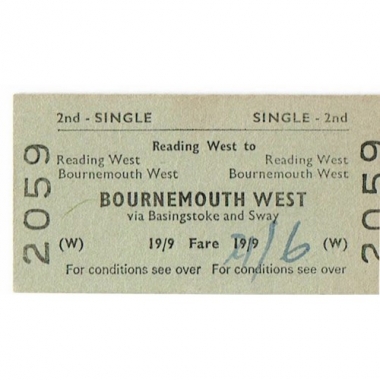 2nd - SINGLE SINGLE - 2nd
Reading West to
Reading West Reading West
Bournemouth West Bournemouth West
BOURNEMOUTH WEST
via Basingstoke and Sway
(W) 19/9 Fare 19/9 (W)
For conditions see over For conditions see over
2059
2059